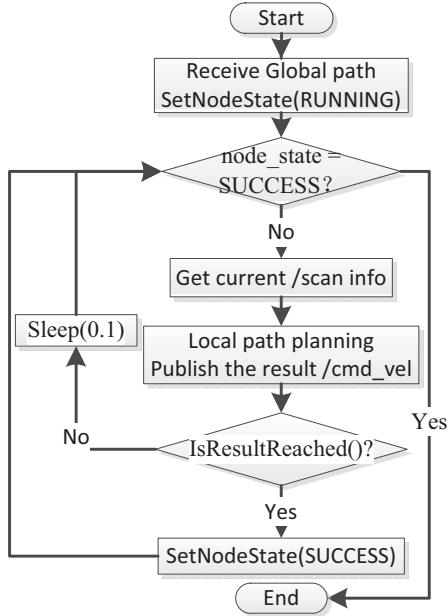 Start
Receive Global path
SetNodeState(RUNNING)
node_state =
SUCCESS?
No
Get current /scan info
Sleep(0.1)
Local path planning
Publish the result /cmd_vel
Yes
No
IsResultReached()?
Yes
SetNodeState(SUCCESS)
End